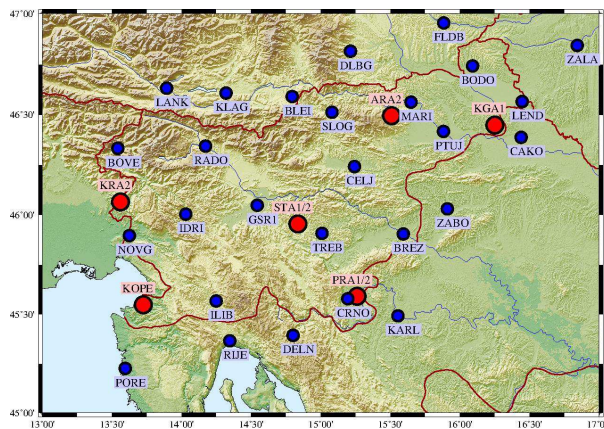 47˚00'
FLDB
DLBG
ZALA
BODO
LANK
KLAG
BLEI
ARA2
KGA1
46˚30'
SLOG
MARI
LEND
PTUJ
CAKO
BOVE
RADO
CELJ
KRA2
STA1/2
46˚00'
IDRI
GSR1
TREB
BREZ
ZABO
NOVG
KOPE
PRA1/2
45˚30'
ILIB
CRNO
KARL
RIJE
DELN
PORE
45˚00'
13˚00'
13˚30'
14˚00'
14˚30'
15˚00'
15˚30'
16˚00'
16˚30'
17˚00'